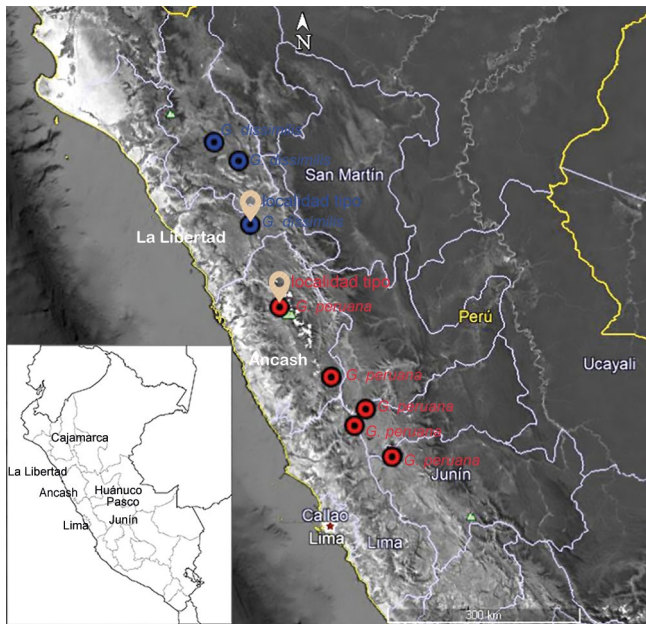 N
G. dissimilis
G. dissimilis
San Martín
localidad tipo
G. dissimilis
La Libertad
localidad tipo
G. peruana
Perú
Ancash
Ucayali
G. peruana
G. peruana
G. peruana
G. peruana
Junín
Callao
Lima
Lima
300 km
Cajamarca
La Libertad
Ancash
Huánuco
Pasco
Lima
Junín